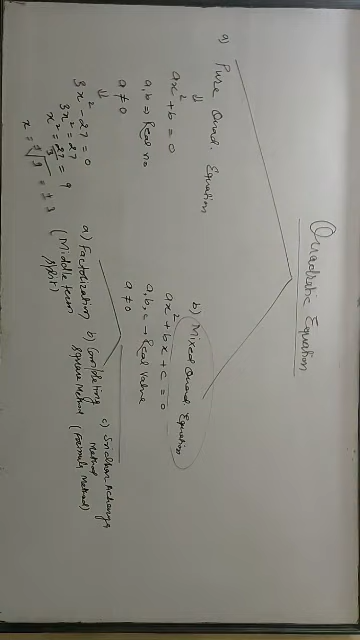 Quadratic Equation
a) Pure Quad. Equation
↓
ax² + b = 0
a, b → Real no
a ≠ 0
↓
3x² - 27 = 0
3x² = 27
x² = 27/3 = 9
x = ±√9 = ±3
b) Mixed Quad. Equation
ax² + bx + c = 0
a, b, c → Real Value
a ≠ 0
a) Factorization
(Middle term
split)
b) Completing
Square Method
c)
Method
(Formula Method)